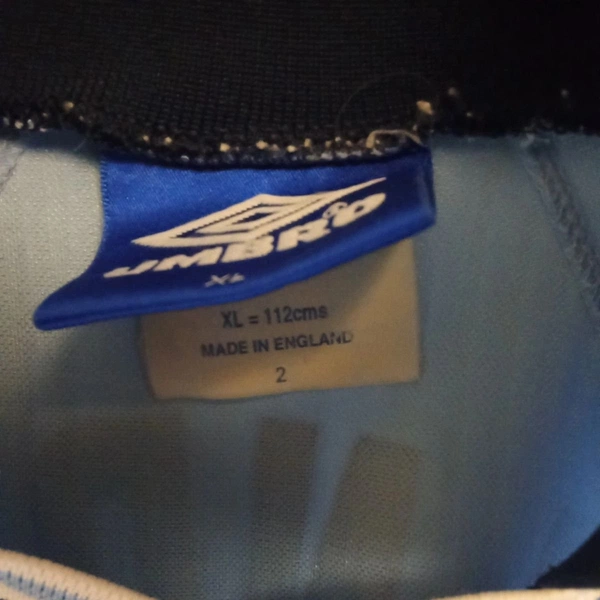 UMBRO
XL
XL = 112cms
MADE IN ENGLAND
2